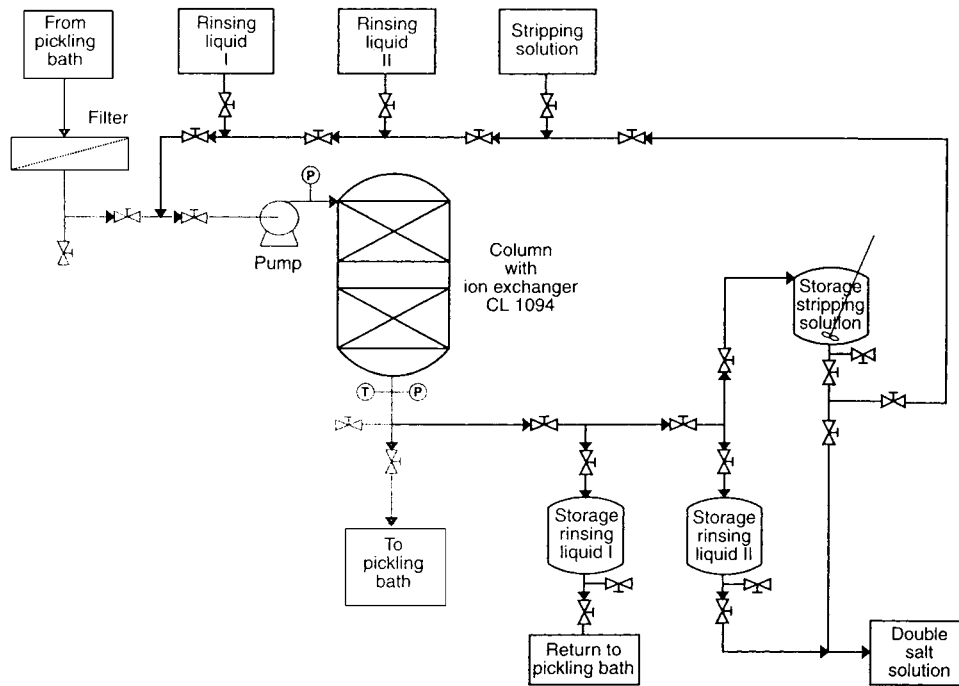 From
pickling
bath
Rinsing
liquid
I
Rinsing
liquid
II
Stripping
solution
Filter
P
Pump
Column
with
ion exchanger
CL 1094
Storage
stripping
solution
T
P
Storage
rinsing
liquid I
Storage
rinsing
liquid II
To
pickling
bath
Return to
pickling bath
Double
salt
solution